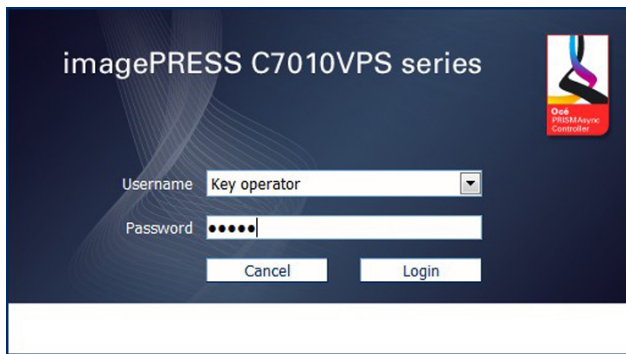 imagePRESS C7010VPS series
Océ
PRISMAsync
Controller
Username Key operator
Password •••••
Cancel Login